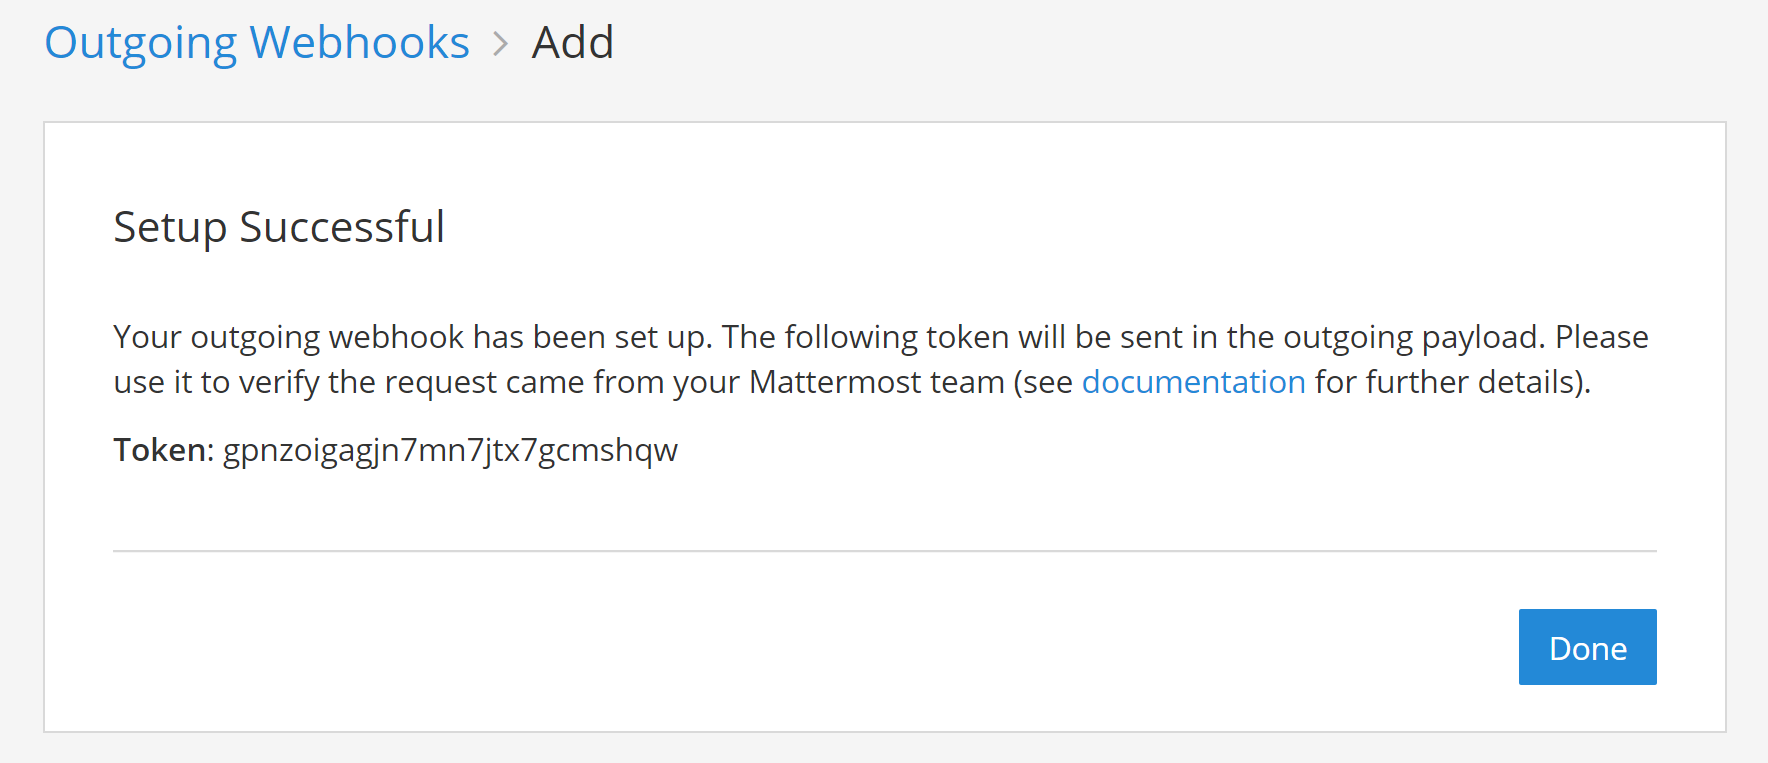 Outgoing Webhooks > Add
Setup Successful
Your outgoing webhook has been set up. The following token will be sent in the outgoing payload. Please
use it to verify the request came from your Mattermost team (see documentation for further details).
Token: gpnzoigagjn7mn7jtx7gcmshqw
Done